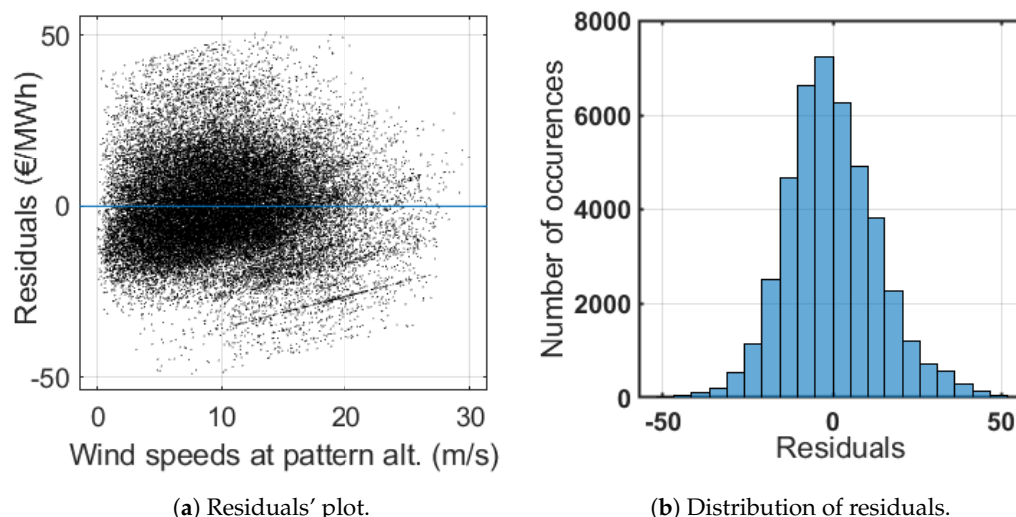 50
0
-50
Residuals (€/MWh)
0
10
20
30
Wind speeds at pattern alt. (m/s)
(a) Residuals' plot.
8000
6000
4000
2000
0
Number of occurences
-50
0
50
Residuals
(b) Distribution of residuals.